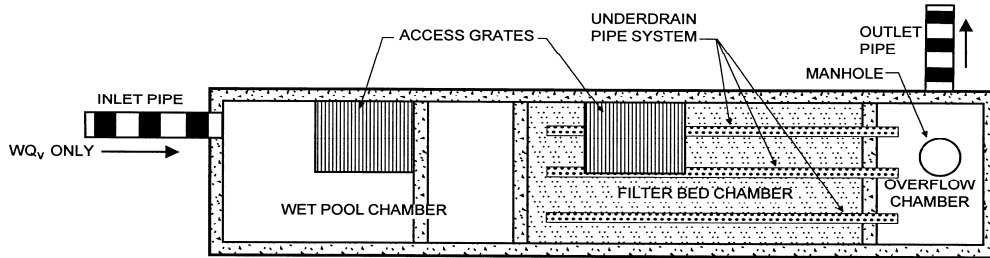 ACCESS GRATES
UNDERDRAIN
PIPE SYSTEM
OUTLET
PIPE
MANHOLE
INLET PIPE
WQv ONLY
WET POOL CHAMBER
FILTER BED CHAMBER
OVERFLOW
CHAMBER